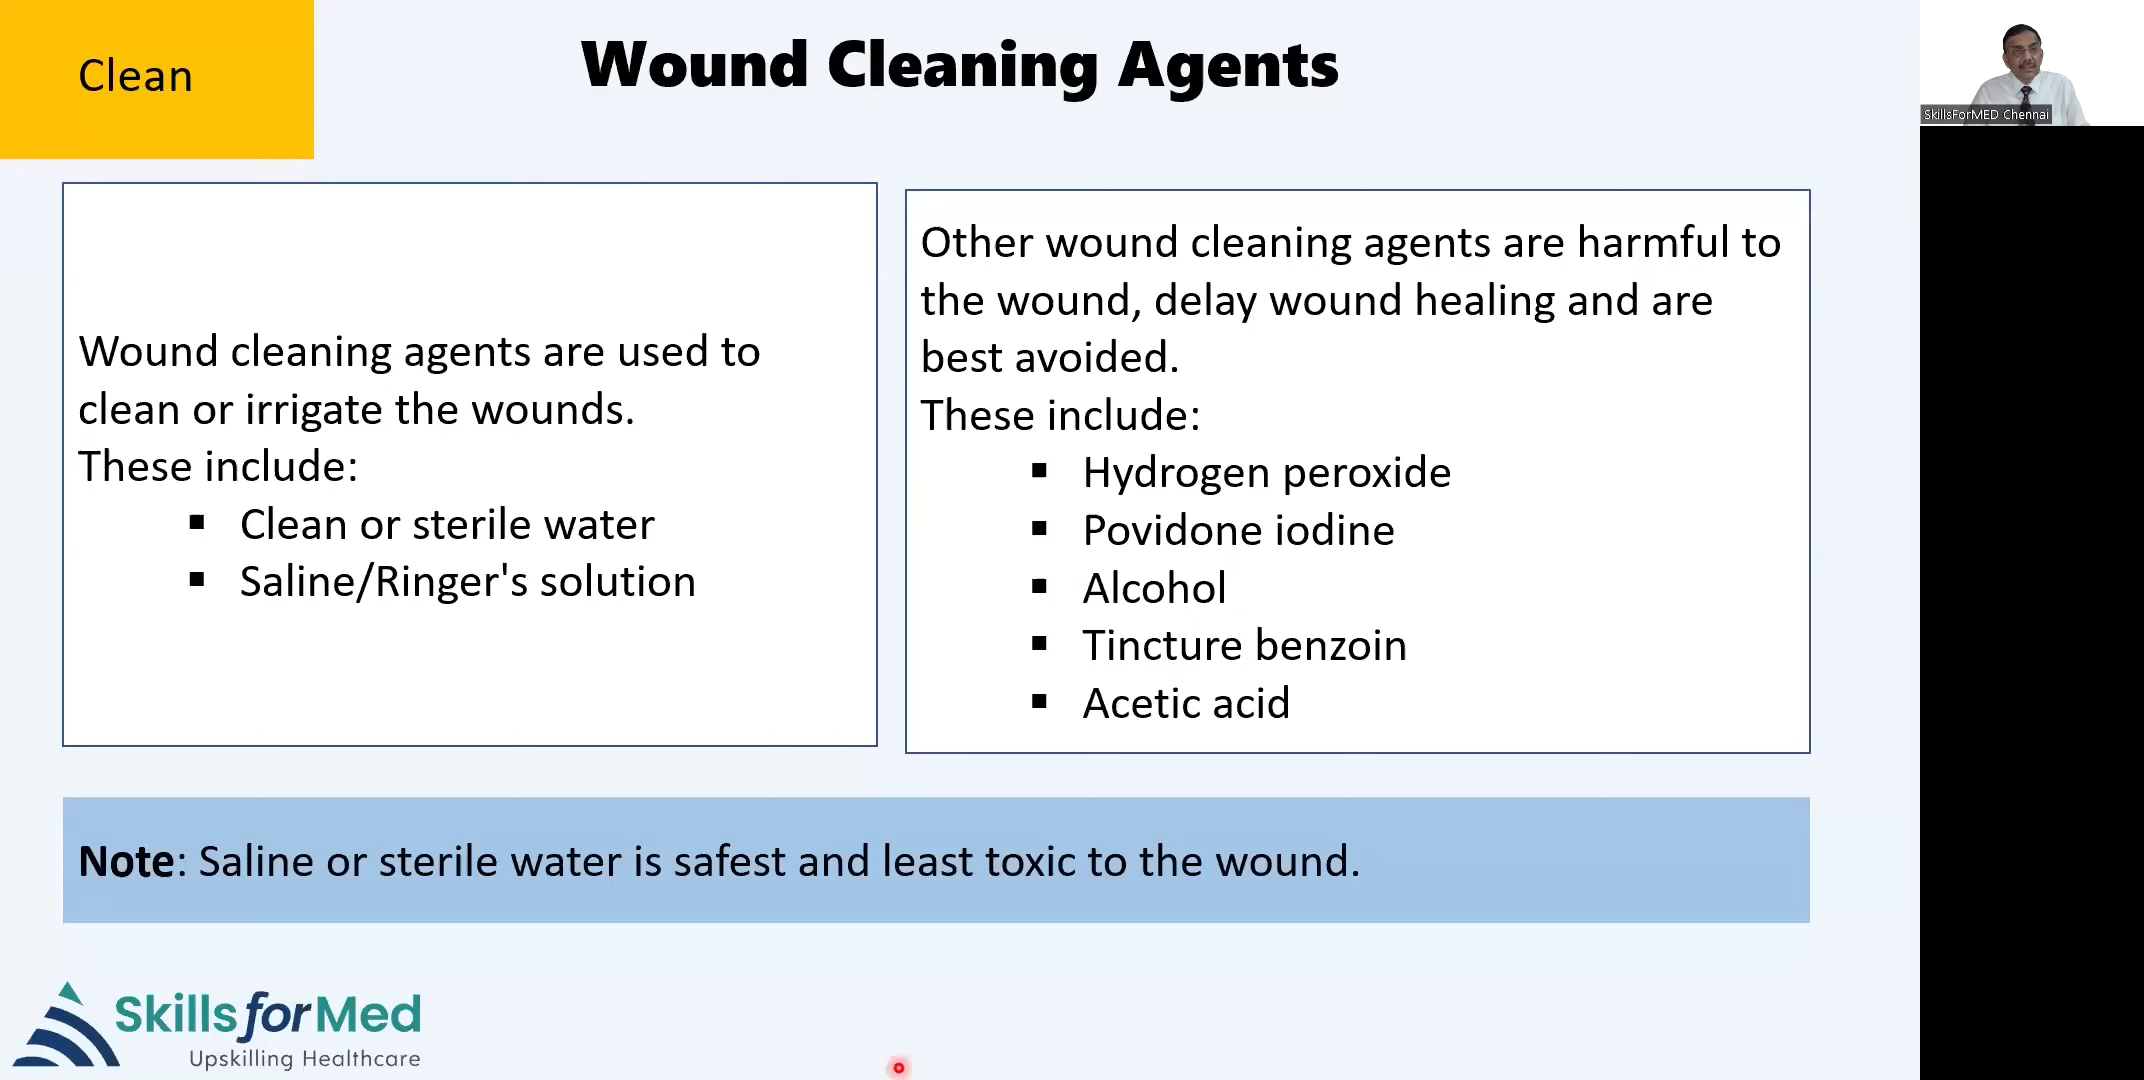 Clean
Wound Cleaning Agents
SkillsForMED Chennai
Wound cleaning agents are used to
clean or irrigate the wounds.
These include:
▪ Clean or sterile water
▪ Saline/Ringer's solution
Other wound cleaning agents are harmful to
the wound, delay wound healing and are
best avoided.
These include:
▪ Hydrogen peroxide
▪ Povidone iodine
▪ Alcohol
▪ Tincture benzoin
▪ Acetic acid
Note: Saline or sterile water is safest and least toxic to the wound.
SkillsforMed
Upskilling Healthcare